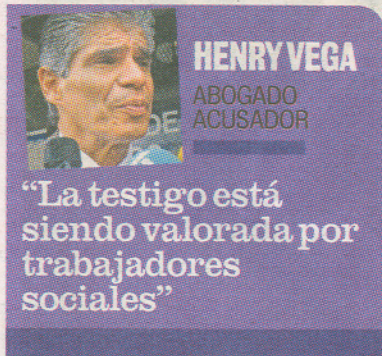 HENRY VEGA
ABOGADO
ACUSADOR
“La testigo está
siendo valorada por
trabajadores
sociales”